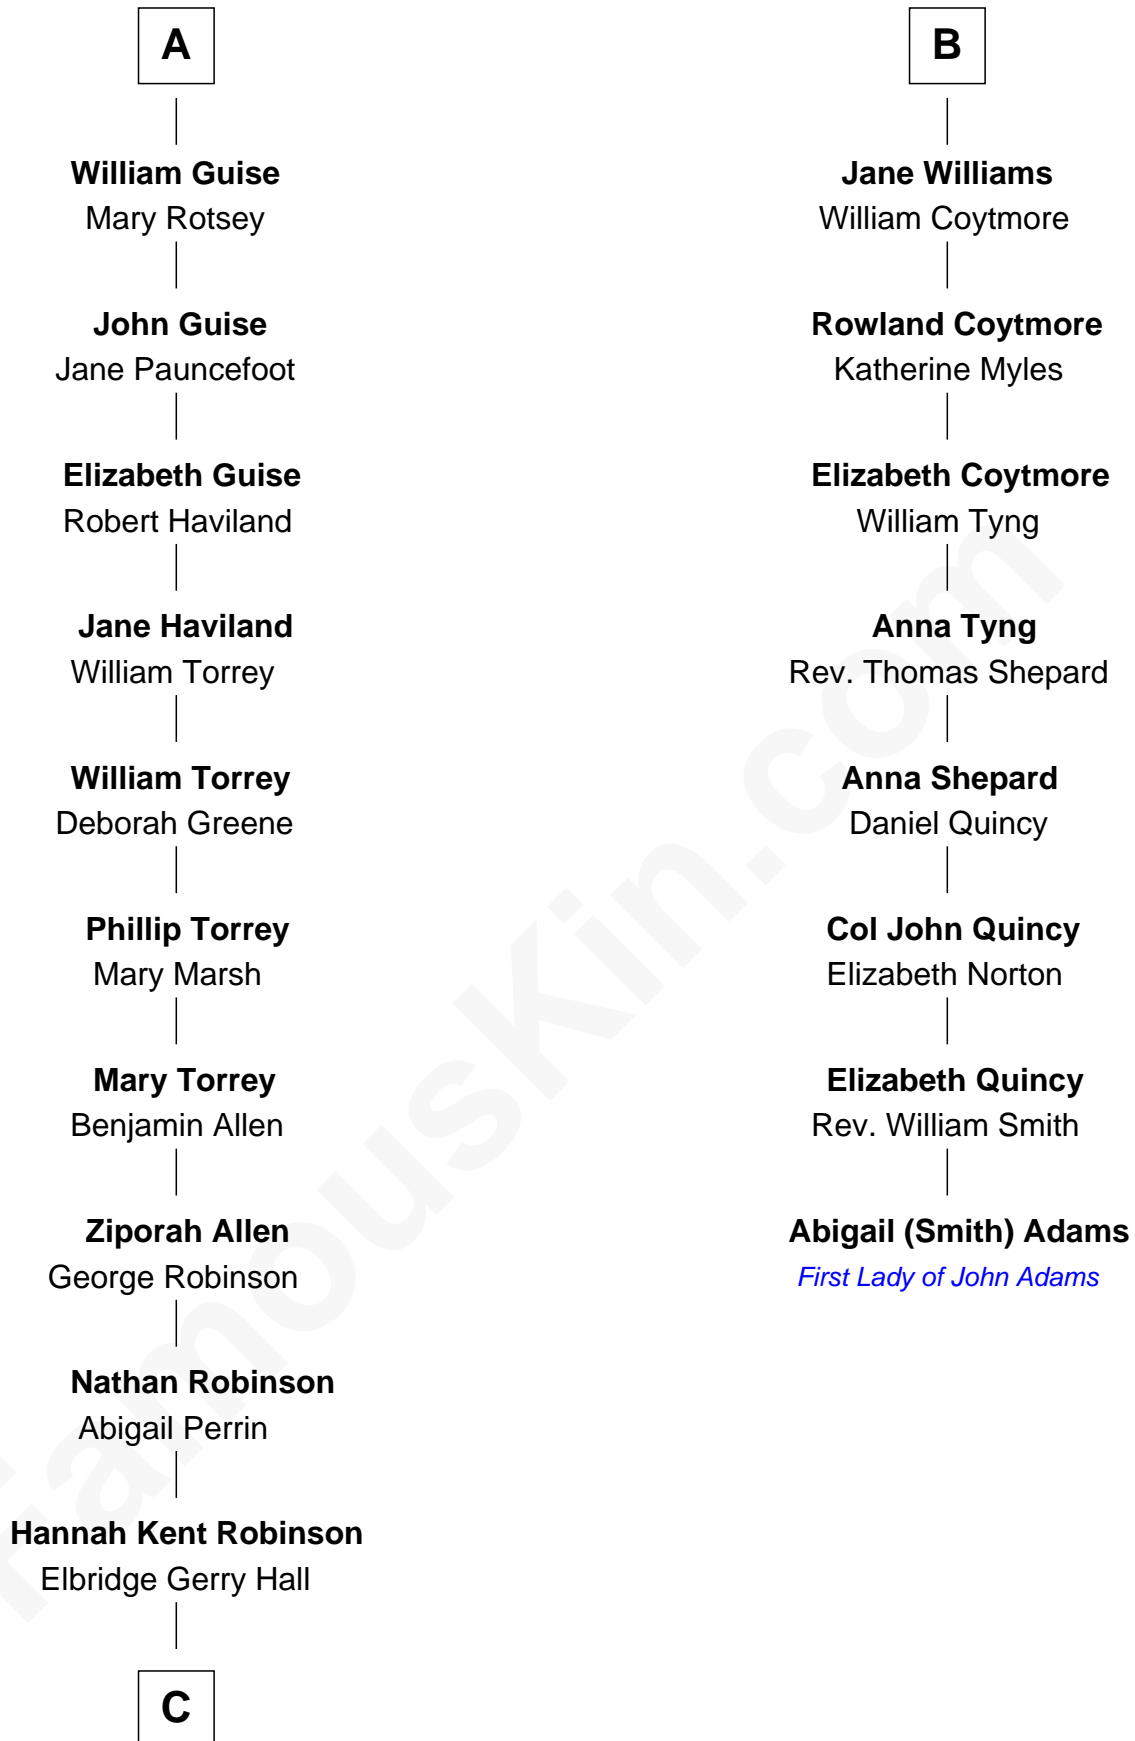 A
William Guise
Mary Rotsey
John Guise
Jane Pauncefoot
Elizabeth Guise
Robert Haviland
Jane Haviland
William Torrey
William Torrey
Deborah Greene
Phillip Torrey
Mary Marsh
Mary Torrey
Benjamin Allen
Ziporah Allen
George Robinson
Nathan Robinson
Abigail Perrin
Hannah Kent Robinson
Elbridge Gerry Hall
C
B
Jane Williams
William Coytmore
Rowland Coytmore
Katherine Myles
Elizabeth Coytmore
William Tyng
Anna Tyng
Rev. Thomas Shepard
Anna Shepard
Daniel Quincy
Col John Quincy
Elizabeth Norton
Elizabeth Quincy
Rev. William Smith
Abigail (Smith) Adams
First Lady of John Adams
famouskin.com